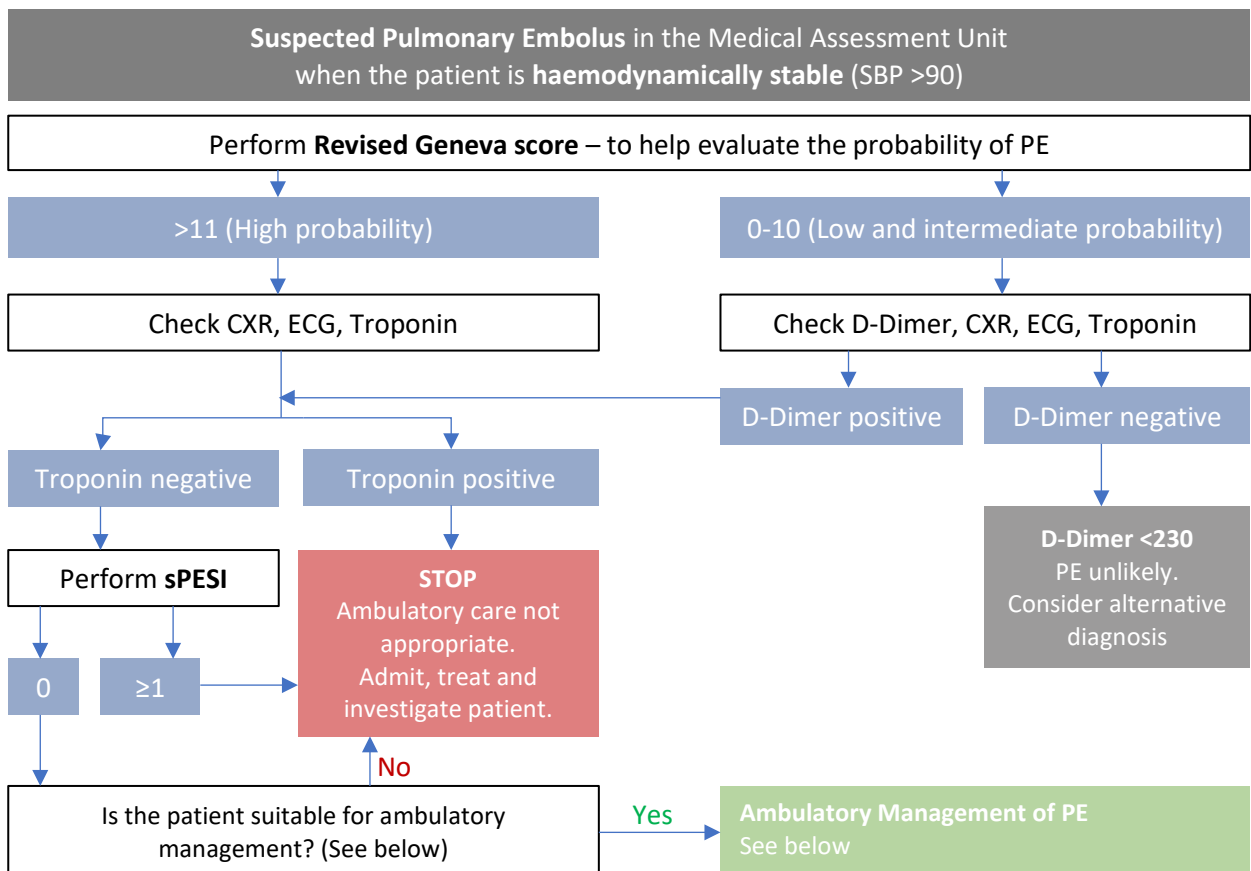 Suspected Pulmonary Embolus in the Medical Assessment Unit
when the patient is haemodynamically stable (SBP >90)
Perform Revised Geneva score – to help evaluate the probability of PE
>11 (High probability)
0-10 (Low and intermediate probability)
Check CXR, ECG, Troponin
Check D-Dimer, CXR, ECG, Troponin
D-Dimer positive
D-Dimer negative
Troponin negative
Troponin positive
D-Dimer <230
PE unlikely.
Consider alternative
diagnosis
Perform sPESI
STOP
Ambulatory care not
appropriate.
Admit, treat and
investigate patient.
0
≥1
No
Is the patient suitable for ambulatory
management? (See below)
Yes
Ambulatory Management of PE
See below